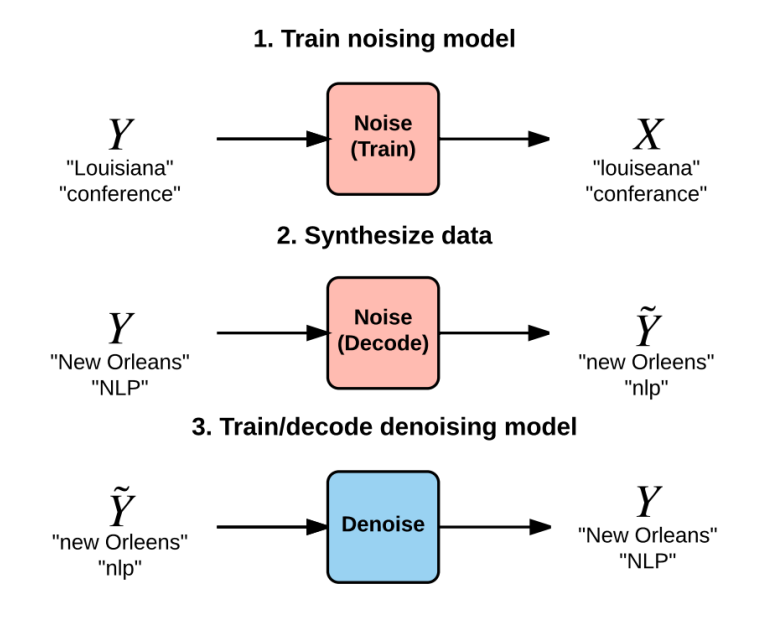 1. Train noising model
Y
"Louisiana"
"conference"
Noise
(Train)
X
"louiseana"
"conferance"
2. Synthesize data
Y
"New Orleans"
"NLP"
Noise
(Decode)
Ỹ
"new Orleens"
"nlp"
3. Train/decode denoising model
Ỹ
"new Orleens"
"nlp"
Denoise
Y
"New Orleans"
"NLP"